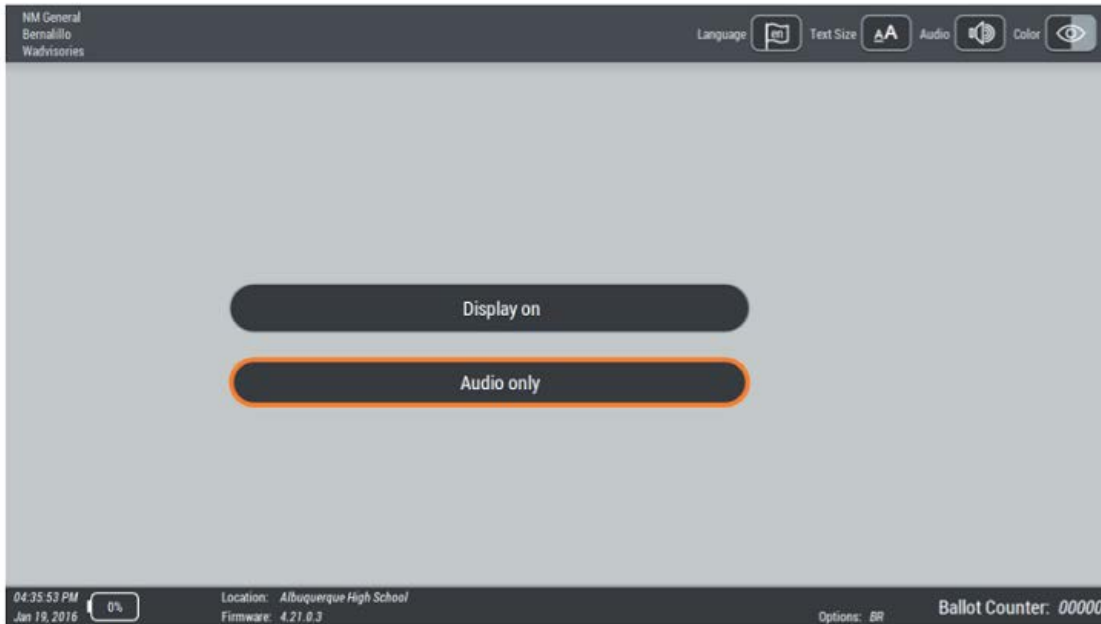 NM General
Bernalillo
Wadvisories
Language en Text Size AA Audio Color
Display on
Audio only
04:35:53 PM
Jan 19, 2016
0%
Location: Albuquerque High School
Firmware: 4.21.0.3
Options: BR
Ballot Counter: 00000